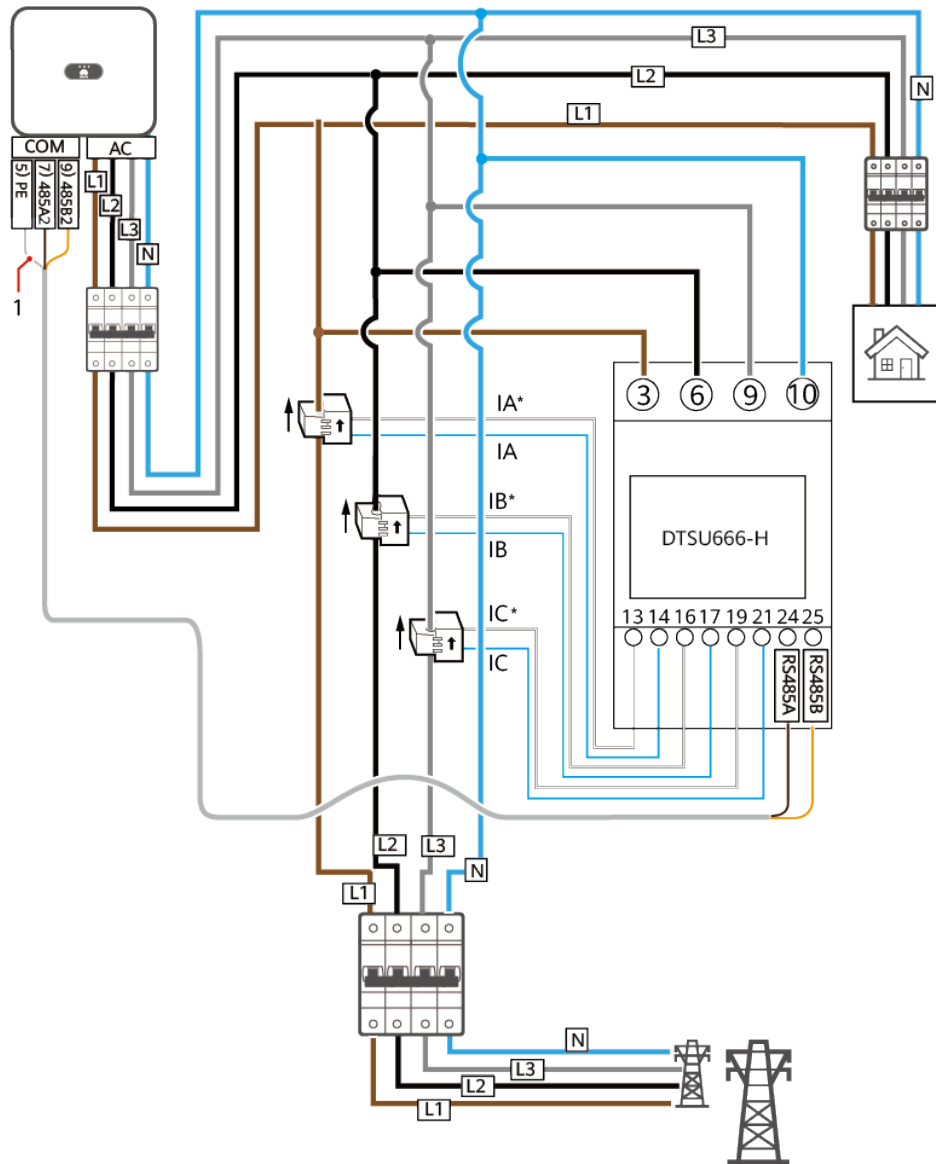 L3
L2
N
L1
COM
AC
5) PE
7) 485A2
9) 485B2
L1
L2
L3
N
1
3
6
9
10
IA*
IA
IB*
IB
DTSU666-H
IC*
IC
13 14 16 17 19 21 24 25
RS485A
RS485B
L2
L3
N
L1
N
L3
L2
L1